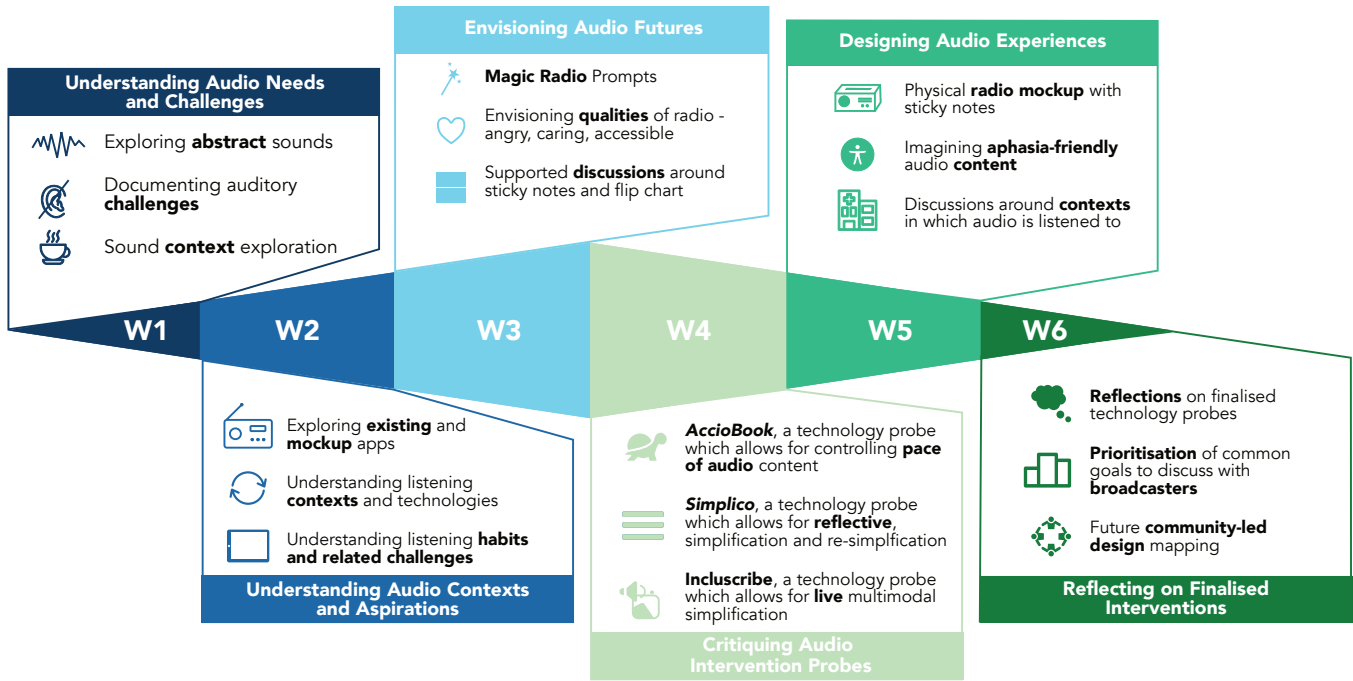 Understanding Audio Needs
and Challenges
Exploring abstract sounds
Documenting auditory
challenges
Sound context exploration
Envisioning Audio Futures
Magic Radio Prompts
Envisioning qualities of radio -
angry, caring, accessible
Supported discussions around
sticky notes and flip chart
Designing Audio Experiences
Physical radio mockup with
sticky notes
Imagining aphasia-friendly
audio content
Discussions around contexts
in which audio is listened to
W1
W2
W3
W4
W5
W6
Exploring existing and
mockup apps
Understanding listening
contexts and technologies
Understanding listening habits
and related challenges
Understanding Audio Contexts
and Aspirations
AccioBook, a technology probe
which allows for controlling pace
of audio content
Simplico, a technology probe
which allows for reflective,
simplification and re-simplfication
Incluscribe, a technology probe
which allows for live multimodal
simplification
Critiquing Audio
Intervention Probes
Reflections on finalised
technology probes
Prioritisation of common
goals to discuss with
broadcasters
Future community-led
design mapping
Reflecting on Finalised
Interventions